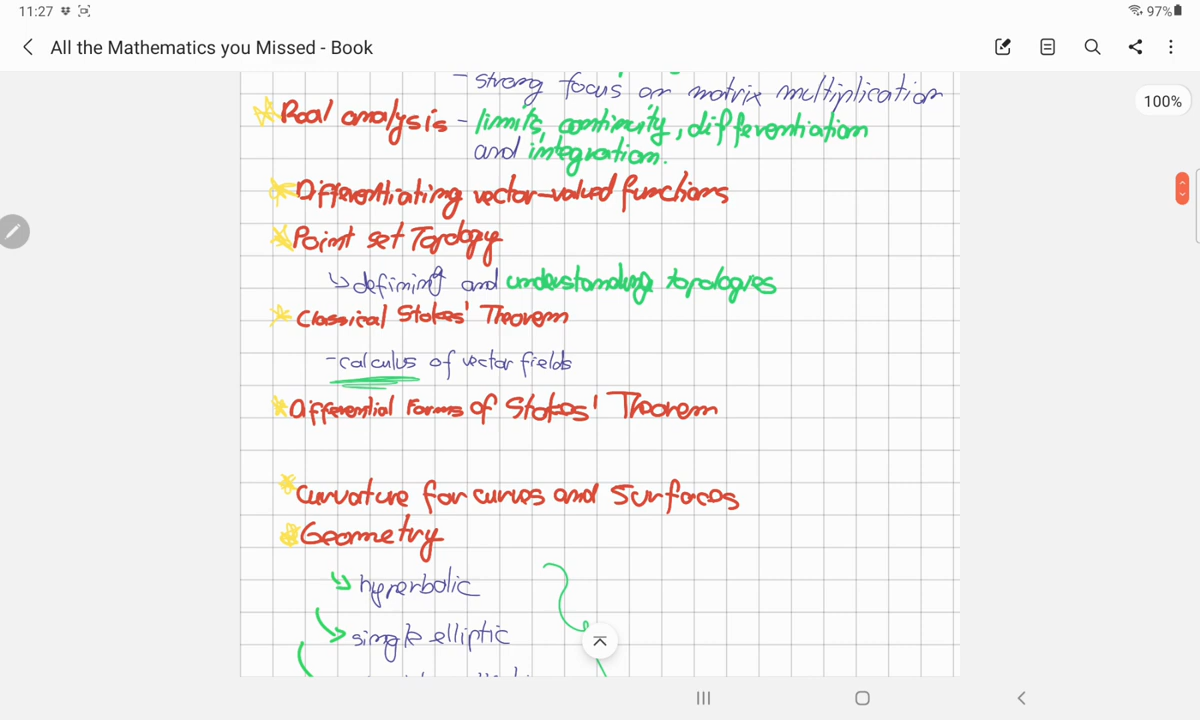 11:27
97%
All the Mathematics you Missed - Book
100%
- strong focus on matrix multiplication
Real analysis - limits, continuity, differentiation
and integration.
Differentiating vector-valued functions
Point set Topology
defining and understanding topologies
Classical Stokes' Theorem
- calculus of vector fields
Differential Forms of Stokes' Theorem
Curvature for curves and Surfaces
Geometry
hyperbolic
single elliptic